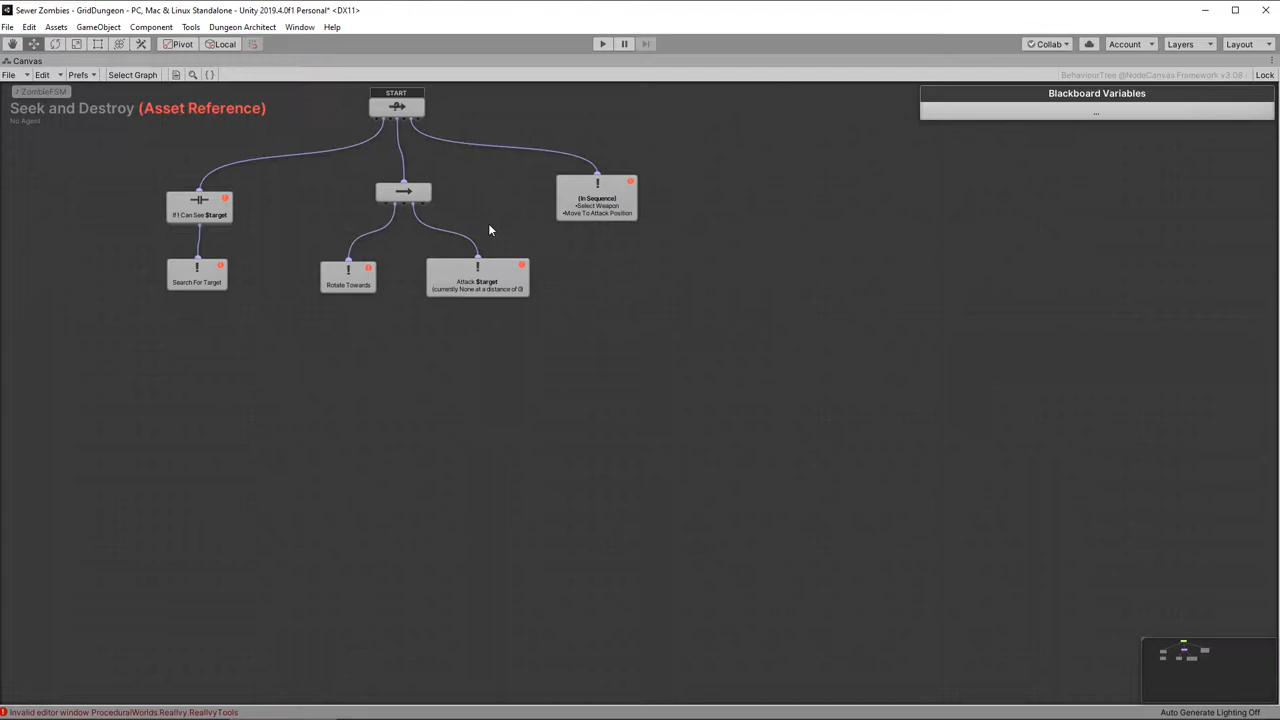 Sewer Zombies - GridDungeon - PC, Mac & Linux Standalone - Unity 2019.4.0f1 Personal* <DX11>
File Edit Assets GameObject Component Tools Dungeon Architect Window Help
Pivot Local Collab Account Layers Layout
Canvas
File Edit Prefs Select Graph {} BehaviourTree @NodeCanvas Framework v3.08 Lock
ZombieFSM
Seek and Destroy (Asset Reference)
No Agent
START
Blackboard Variables
...
If ! Can See $target
(In Sequence)
•Select Weapon
•Move To Attack Position
Search For Target
Rotate Towards
Attack $target
(currently None at a distance of 0)
Invalid editor window ProceduralWorlds.ReallVy.ReallvyTools
Auto Generate Lighting Off